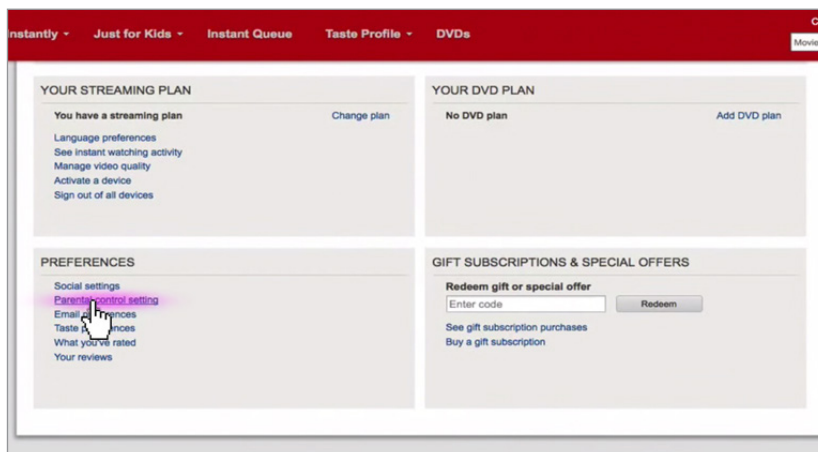 nstantly Just for Kids Instant Queue Taste Profile DVDs
C
Movie
YOUR STREAMING PLAN
You have a streaming plan Change plan
Language preferences
See instant watching activity
Manage video quality
Activate a device
Sign out of all devices
YOUR DVD PLAN
No DVD plan Add DVD plan
PREFERENCES
Social settings
Parental control setting
Email
Taste
What you've rated
Your reviews
GIFT SUBSCRIPTIONS & SPECIAL OFFERS
Redeem gift or special offer
Enter code Redeem
See gift subscription purchases
Buy a gift subscription